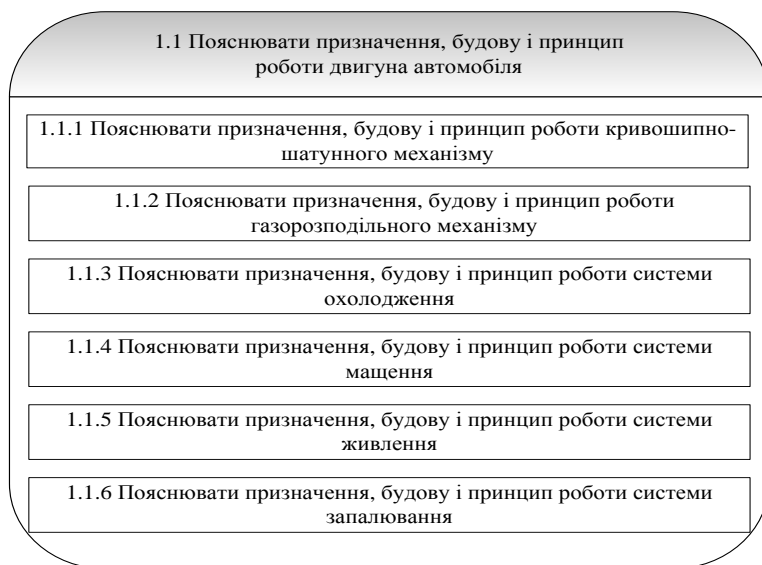 1.1 Пояснювати призначення, будову і принцип
роботи двигуна автомобіля
1.1.1 Пояснювати призначення, будову і принцип роботи кривошипно-
шатунного механізму
1.1.2 Пояснювати призначення, будову і принцип роботи
газорозподільного механізму
1.1.3 Пояснювати призначення, будову і принцип роботи системи
охолодження
1.1.4 Пояснювати призначення, будову і принцип роботи системи
мащення
1.1.5 Пояснювати призначення, будову і принцип роботи системи
живлення
1.1.6 Пояснювати призначення, будову і принцип роботи системи
запалювання